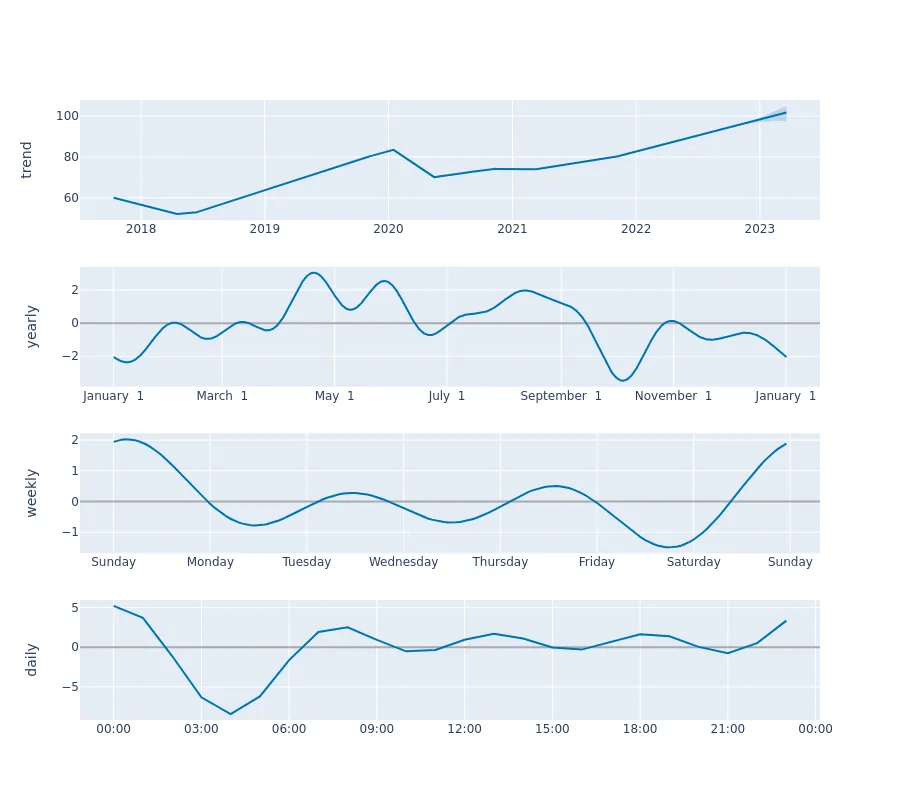 trend
100
80
60
2018 2019 2020 2021 2022 2023
yearly
2
0
−2
January 1 March 1 May 1 July 1 September 1 November 1 January 1
weekly
2
1
0
−1
Sunday Monday Tuesday Wednesday Thursday Friday Saturday Sunday
daily
5
0
−5
00:00 03:00 06:00 09:00 12:00 15:00 18:00 21:00 00:00